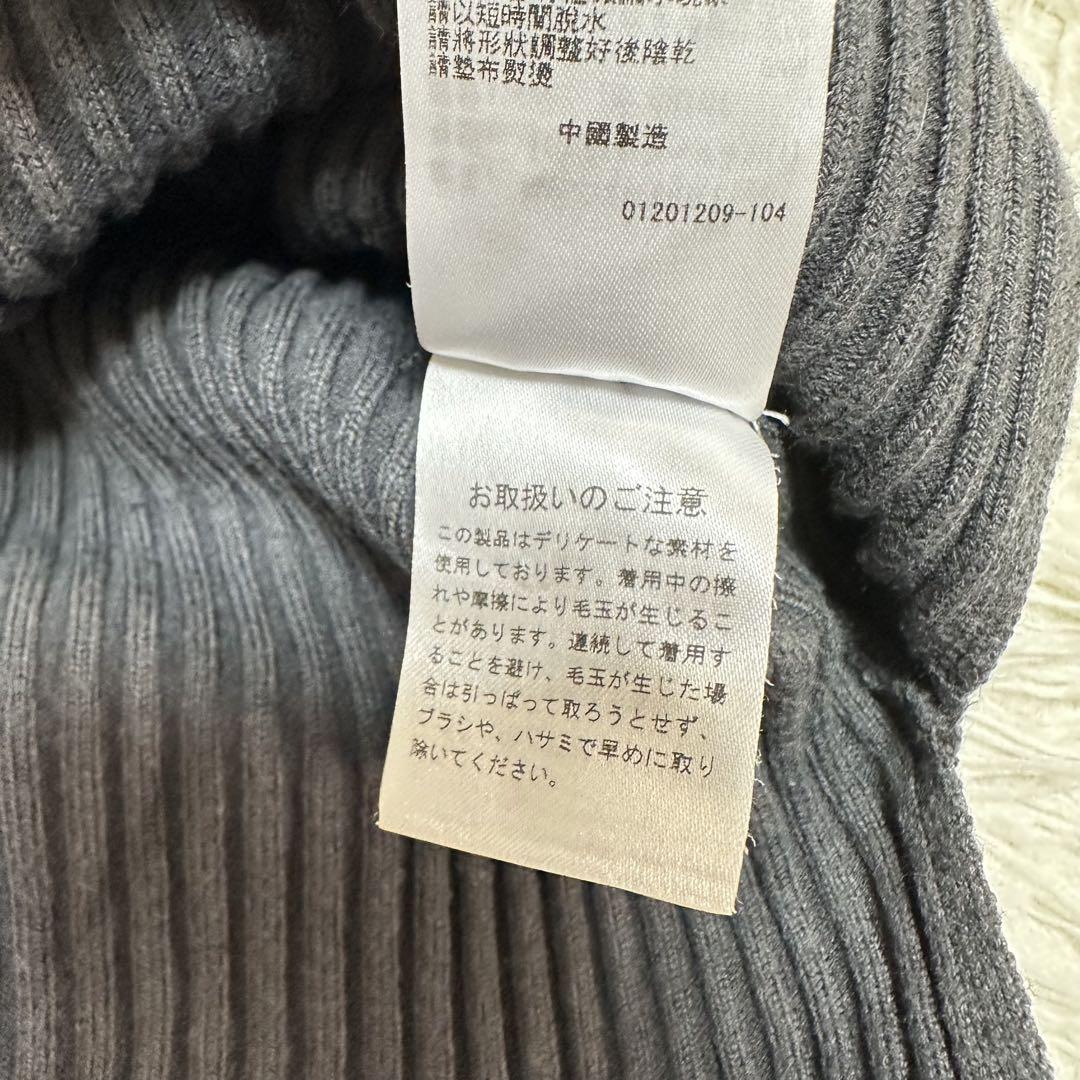 請以短時間脫水
請將形狀調整好後陰乾
請墊布熨燙
中國製造
01201209-104
お取扱いのご注意
この製品はデリケートな素材を
使用しております。着用中の擦
れや摩擦により毛玉が生じるこ
とがあります。連続して着用す
ることを避け、毛玉が生じた場
合は引っぱって取ろうとせず、
ブラシや、ハサミで早めに取り
除いてください。